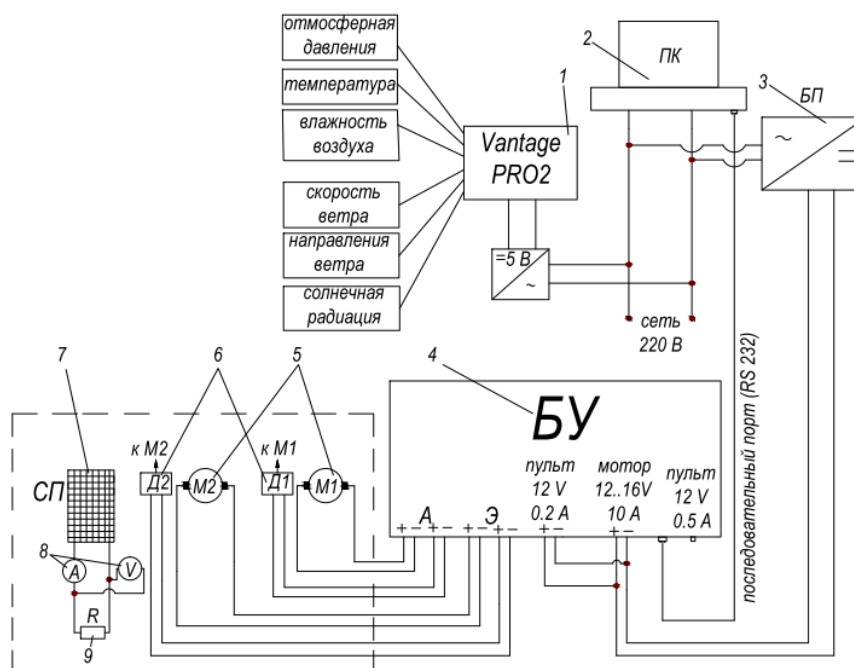 отмосферная
давления
температура
влажность
воздуха
скорость
ветра
направления
ветра
солнечная
радиация
1
Vantage
PRO2
=5 В
~
2
ПК
3
БП
~
=
сеть
220 В
последовательный порт (RS 232)
4
БУ
пульт
12 V
0.2 А
мотор
12..16V
10 А
пульт
12 V
0.5 А
А
Э
+ - + - + - + -
+ -
+ -
5
6
7
к М2
Д2
М2
к М1
Д1
М1
СП
8
А
V
R
9